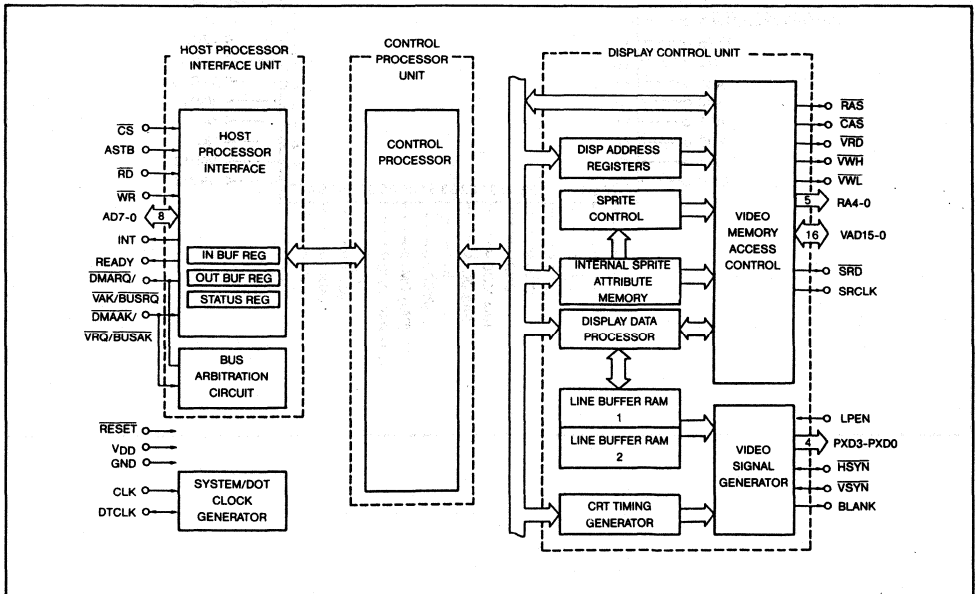 HOST PROCESSOR
INTERFACE UNIT
CONTROL
PROCESSOR
UNIT
DISPLAY CONTROL UNIT
CS
ASTB
RD
WR
AD7-0
8
INT
READY
DMARQ/
VAK/BUSRQ
DMAAK/
VRQ/BUSAK
HOST
PROCESSOR
INTERFACE
IN BUF REG
OUT BUF REG
STATUS REG
BUS
ARBITRATION
CIRCUIT
RESET
VDD
GND
CLK
DTCLK
SYSTEM/DOT
CLOCK
GENERATOR
CONTROL
PROCESSOR
DISP ADDRESS
REGISTERS
SPRITE
CONTROL
INTERNAL SPRITE
ATTRIBUTE
MEMORY
DISPLAY DATA
PROCESSOR
LINE BUFFER RAM
1
LINE BUFFER RAM
2
CRT TIMING
GENERATOR
VIDEO
MEMORY
ACCESS
CONTROL
VIDEO
SIGNAL
GENERATOR
RAS
CAS
VRD
VWH
VWL
5
RA4-0
16
VAD15-0
SRD
SRCLK
LPEN
4
PXD3-PXD0
HSYN
VSYN
BLANK